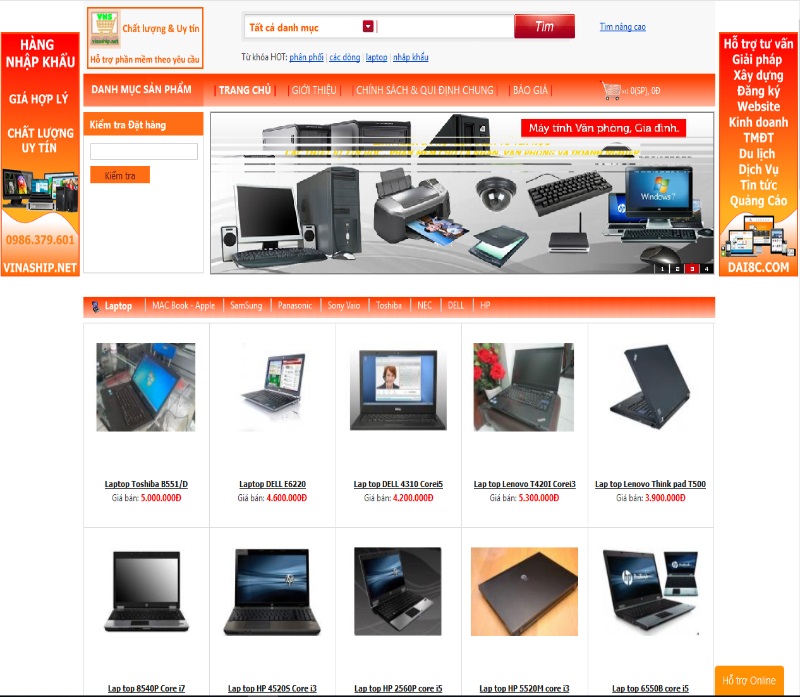 HÀNG
NHẬP KHẨU
GIÁ HỢP LÝ
CHẤT LƯỢNG
UY TÍN
0986.379.601
VINASHIP.NET
VNS
vinaship.net
Chất lượng & Uy tín
Hỗ trợ phần mềm theo yêu cầu
Tất cả danh mục
Tìm
Tìm nâng cao
Từ khóa HOT: phân phối | các dòng | laptop | nhập khẩu
DANH MỤC SẢN PHẨM
| TRANG CHỦ | | GIỚI THIỆU | | CHÍNH SÁCH & QUI ĐỊNH CHUNG | | BÁO GIÁ |
0(SP), 0Đ
Kiểm tra Đặt hàng
Kiểm tra
Máy tính Văn phòng, Gia đình.
Windows 7
1 2 3 4
Hỗ trợ tư vấn
Giải pháp
Xây dựng
Đăng ký
Website
Kinh doanh
TMĐT
Du lịch
Dịch Vụ
Tin tức
Quảng Cáo
DAI8C.COM
Laptop | MAC Book - Apple | SamSung | Panasonic | Sony Vaio | Toshiba | NEC | DELL | HP
Laptop Toshiba B551/D
Giá bán: 5.000.000Đ
Laptop DELL E6220
Giá bán: 4.600.000Đ
Lap top DELL 4310 Corei5
Giá bán: 4.200.000Đ
Lap top Lenovo T420I Corei3
Giá bán: 5.300.000Đ
Lap top Lenovo Think pad T500
Giá bán: 3.900.000Đ
Lap top 8540P Core i7
Lap top HP 4520S Core i3
Lap top HP 2560P core i5
Lap top HP 5520M core i3
Lap top 6550B core i5
Hỗ trợ Online